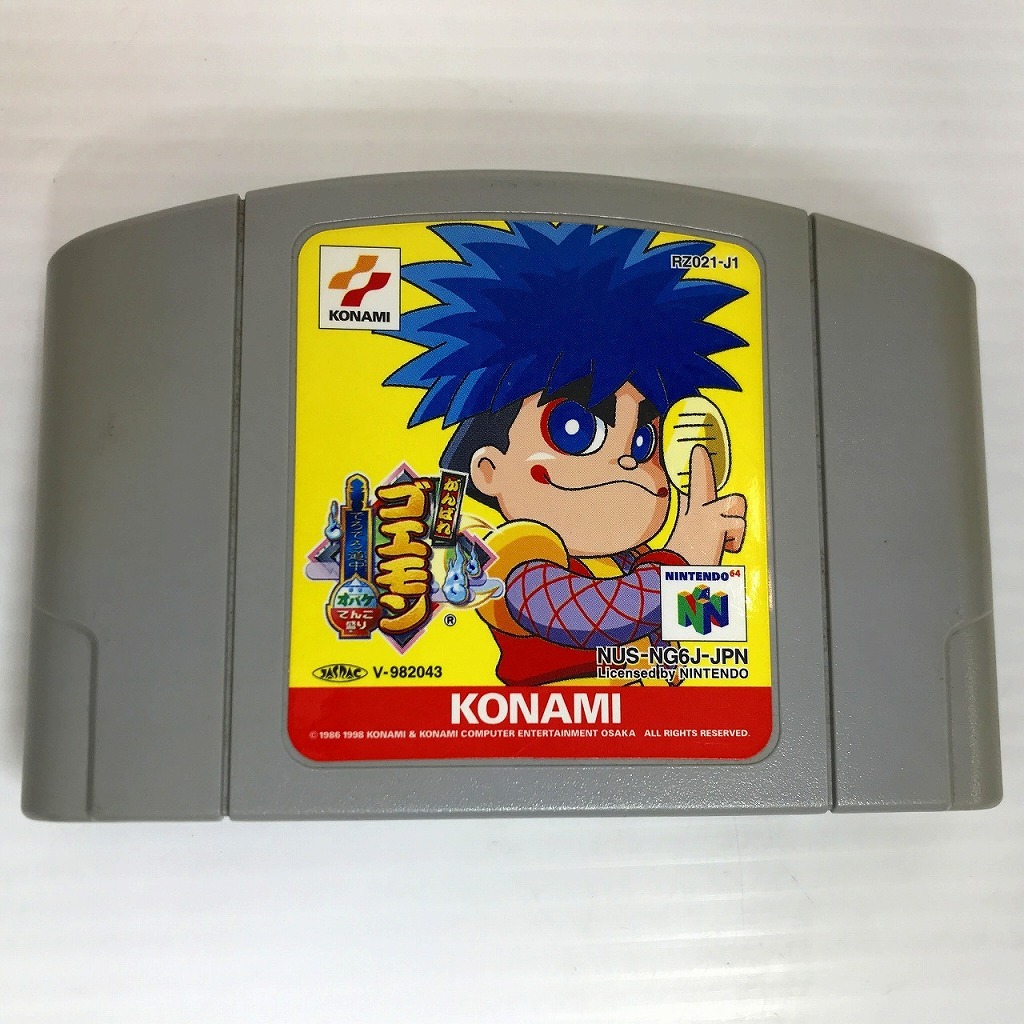 KONAMI
RZ021-J1
がんばれ
ゴエモン
でろでろ道中
オバケ
てんこ
盛り
®
NINTENDO 64
JASRAC V-982043
NUS-NG6J-JPN
Licensed by NINTENDO
KONAMI
© 1986 1998 KONAMI & KONAMI COMPUTER ENTERTAINMENT OSAKA ALL RIGHTS RESERVED.